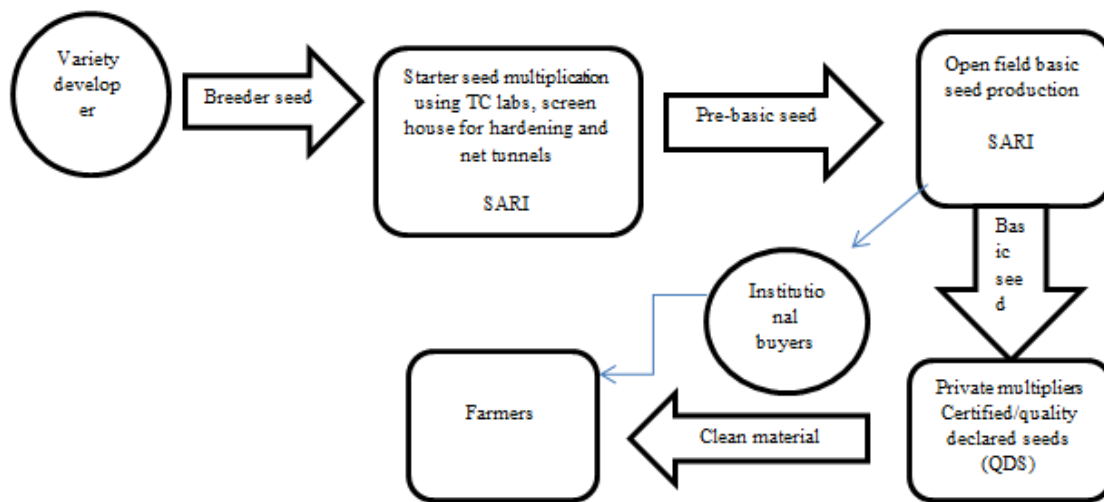 Variety
develop
er
Breeder seed
Starter seed multiplication
using TC labs, screen
house for hardening and
net tunnels
SARI
Pre-basic seed
Open field basic
seed production
SARI
Bas
ic
see
d
Institutio
nal
buyers
Private multipliers
Certified/quality
declared seeds
(QDS)
Clean material
Farmers